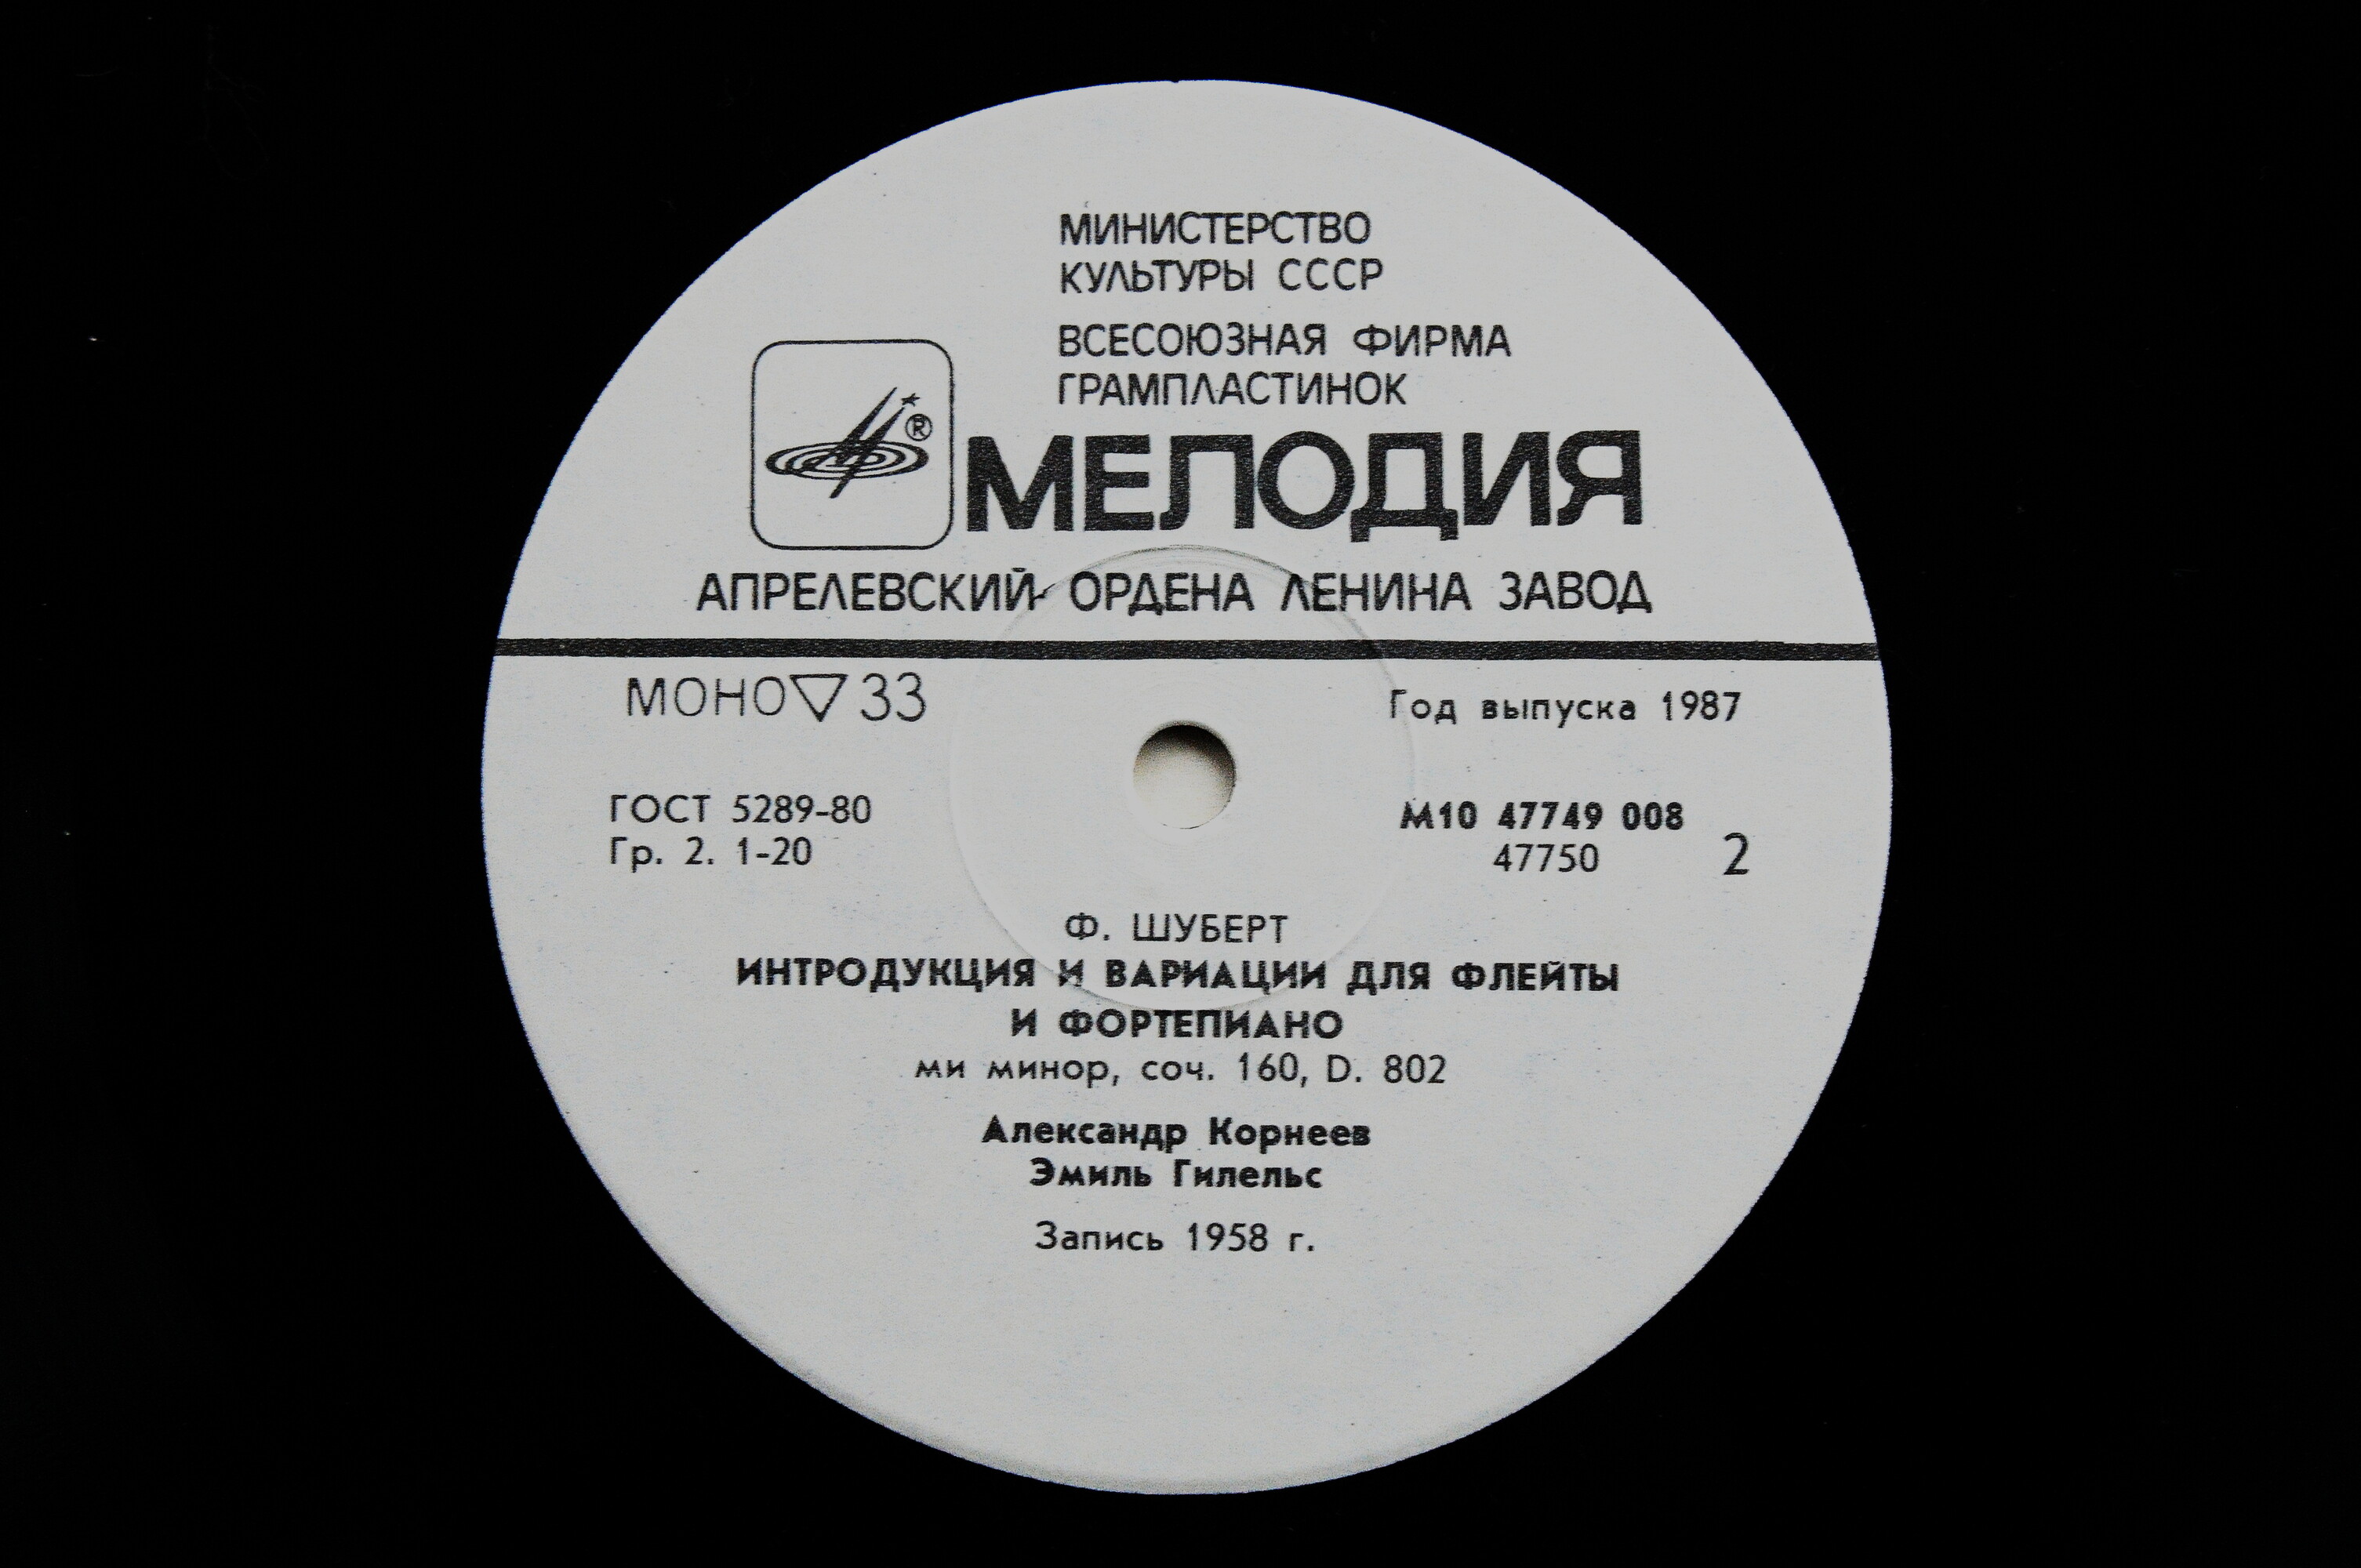 МИНИСТЕРСТВО
КУЛЬТУРЫ СССР
ВСЕСОЮЗНАЯ ФИРМА
ГРАМПЛАСТИНОК
®
МЕЛОДИЯ
АПРЕЛЕВСКИЙ ОРДЕНА ЛЕНИНА ЗАВОД
МОНО▽33
Год выпуска 1987
ГОСТ 5289-80
Гр. 2. 1-20
М10 47749 008
47750
2
Ф. ШУБЕРТ
ИНТРОДУКЦИЯ И ВАРИАЦИИ ДЛЯ ФЛЕЙТЫ
И ФОРТЕПИАНО
ми минор, соч. 160, D. 802
Александр Корнеев
Эмиль Гилельс
Запись 1958 г.